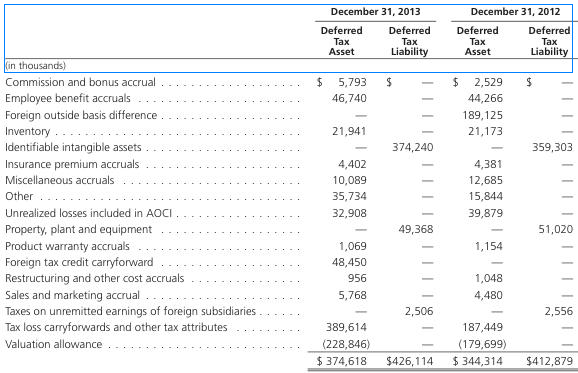 December 31, 2013 December 31, 2012
Deferred Deferred Deferred Deferred
Tax Tax Tax Tax
Asset Liability Asset Liability
(in thousands)
Commission and bonus accrual . . . . . . . . . . . . . . . . . . . . $ 5,793 $ — $ 2,529 $ —
Employee benefit accruals . . . . . . . . . . . . . . . . . . . . . . . 46,740 — 44,266 —
Foreign outside basis difference . . . . . . . . . . . . . . . . . . . . — — 189,125 —
Inventory . . . . . . . . . . . . . . . . . . . . . . . . . . . . . . . . . . . 21,941 — 21,173 —
Identifiable intangible assets . . . . . . . . . . . . . . . . . . . . . . — 374,240 — 359,303
Insurance premium accruals . . . . . . . . . . . . . . . . . . . . . . 4,402 — 4,381 —
Miscellaneous accruals . . . . . . . . . . . . . . . . . . . . . . . . . 10,089 — 12,685 —
Other . . . . . . . . . . . . . . . . . . . . . . . . . . . . . . . . . . . . . . 35,734 — 15,844 —
Unrealized losses included in AOCI . . . . . . . . . . . . . . . . . . 32,908 — 39,879 —
Property, plant and equipment . . . . . . . . . . . . . . . . . . . . — 49,368 — 51,020
Product warranty accruals . . . . . . . . . . . . . . . . . . . . . . . 1,069 — 1,154 —
Foreign tax credit carryforward . . . . . . . . . . . . . . . . . . . . . 48,450 — — —
Restructuring and other cost accruals . . . . . . . . . . . . . . . . 956 — 1,048 —
Sales and marketing accrual . . . . . . . . . . . . . . . . . . . . . . 5,768 — 4,480 —
Taxes on unremitted earnings of foreign subsidiaries . . . . . . — 2,506 — 2,556
Tax loss carryforwards and other tax attributes . . . . . . . . . 389,614 — 187,449 —
Valuation allowance . . . . . . . . . . . . . . . . . . . . . . . . . . . . (228,846) — (179,699) —
$ 374,618 $426,114 $ 344,314 $412,879